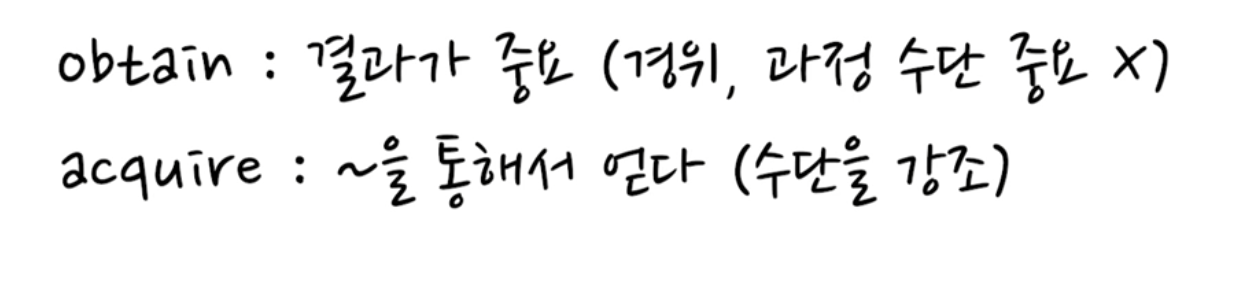 obtain : 결과가 중요 (경위, 과정 수단 중요 X)
acquire : ~을 통해서 얻다 (수단을 강조)